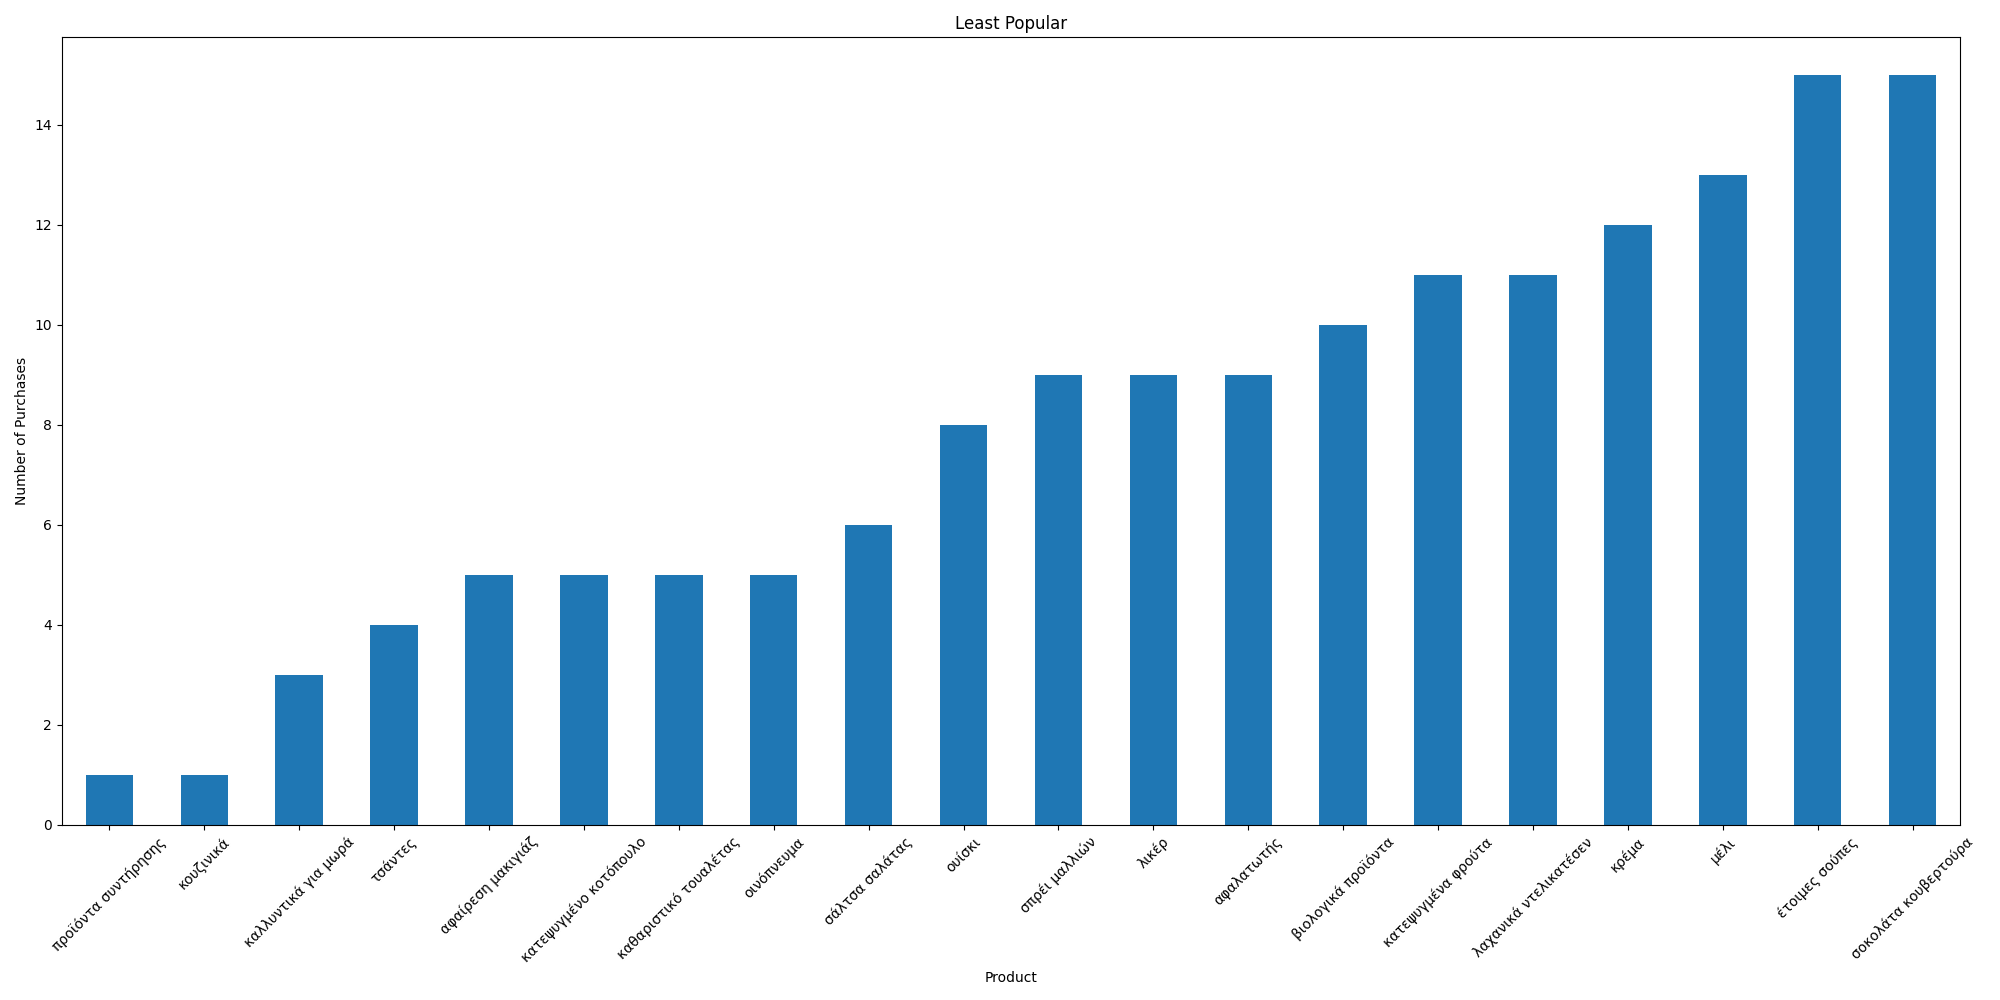 Least Popular
Number of Purchases
14
12
10
8
6
4
2
0
προϊόντα συντήρησης
κουζινικά
καλλυντικά για μωρά
τσάντες
αφαίρεση μακιγιάζ
κατεψυγμένο κοτόπουλο
καθαριστικό τουαλέτας
οινόπνευμα
σάλτσα σαλάτας
ουίσκι
σπρέι μαλλιών
λικέρ
αφαλατωτής
βιολογικά προϊόντα
κατεψυγμένα φρούτα
λαχανικά ντελικατέσεν
κρέμα
μέλι
έτοιμες σούπες
σοκολάτα κουβερτούρα
Product